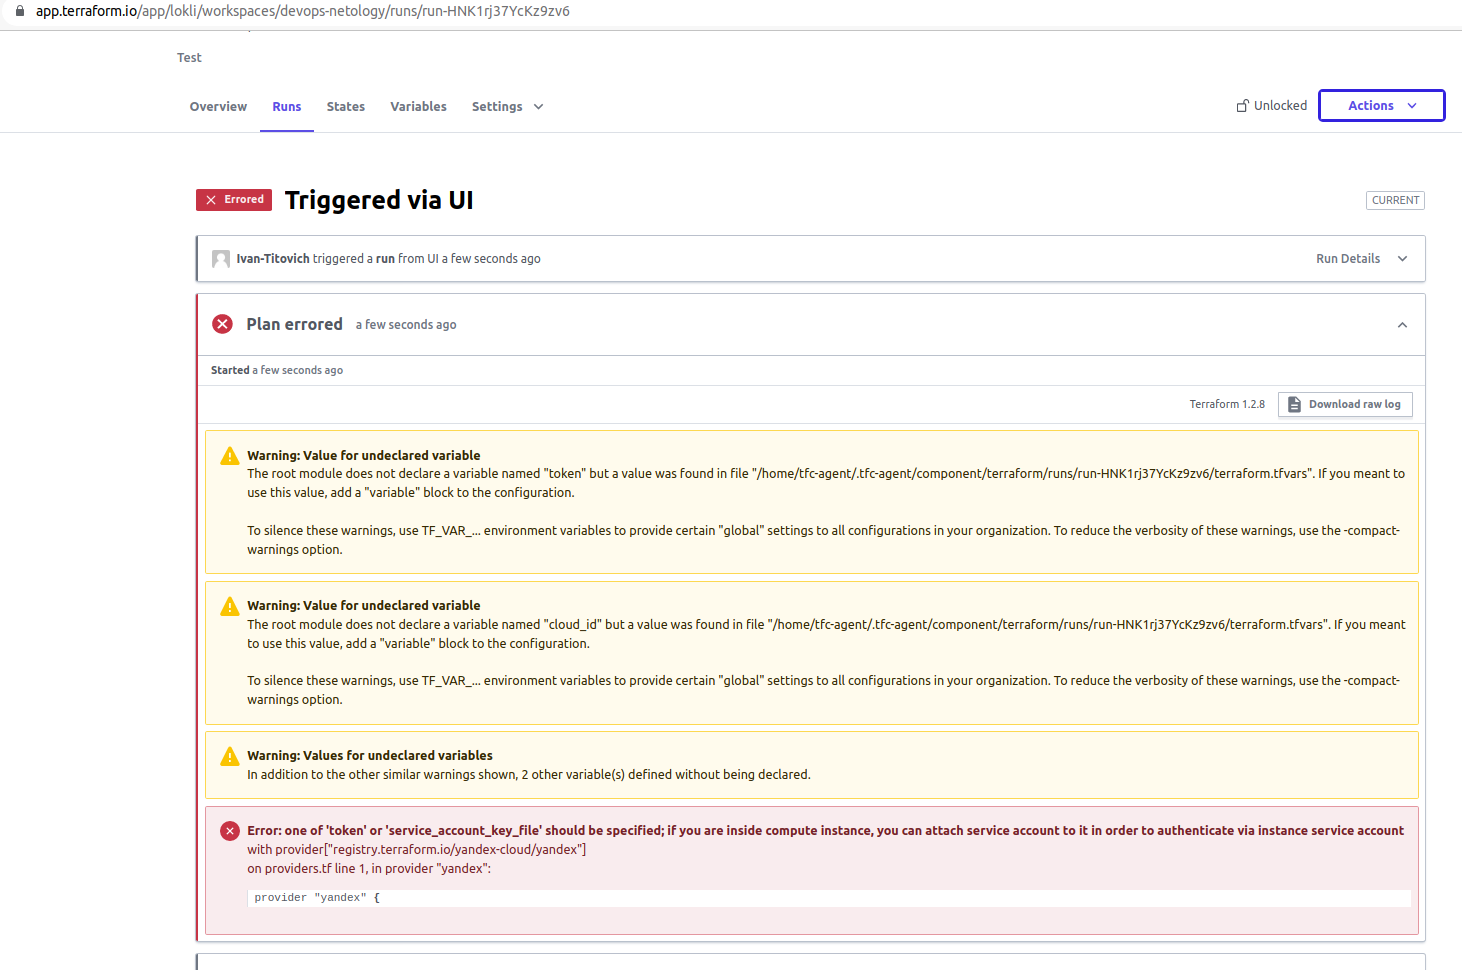 app.terraform.io/app/lokli/workspaces/devops-netology/runs/run-HNK1rj37YcKz9zv6
Test
Overview Runs States Variables Settings
Unlocked Actions
Errored Triggered via UI CURRENT
Ivan-Titovich triggered a run from UI a few seconds ago Run Details
Plan errored a few seconds ago
Started a few seconds ago
Terraform 1.2.8 Download raw log
Warning: Value for undeclared variable
The root module does not declare a variable named "token" but a value was found in file "/home/tfc-agent/.tfc-agent/component/terraform/runs/run-HNK1rj37YcKz9zv6/terraform.tfvars". If you meant to
use this value, add a "variable" block to the configuration.
To silence these warnings, use TF_VAR_... environment variables to provide certain "global" settings to all configurations in your organization. To reduce the verbosity of these warnings, use the -compact-
warnings option.
Warning: Value for undeclared variable
The root module does not declare a variable named "cloud_id" but a value was found in file "/home/tfc-agent/.tfc-agent/component/terraform/runs/run-HNK1rj37YcKz9zv6/terraform.tfvars". If you meant
to use this value, add a "variable" block to the configuration.
To silence these warnings, use TF_VAR_... environment variables to provide certain "global" settings to all configurations in your organization. To reduce the verbosity of these warnings, use the -compact-
warnings option.
Warning: Values for undeclared variables
In addition to the other similar warnings shown, 2 other variable(s) defined without being declared.
Error: one of 'token' or 'service_account_key_file' should be specified; if you are inside compute instance, you can attach service account to it in order to authenticate via instance service account
with provider["registry.terraform.io/yandex-cloud/yandex"]
on providers.tf line 1, in provider "yandex":
provider "yandex" {